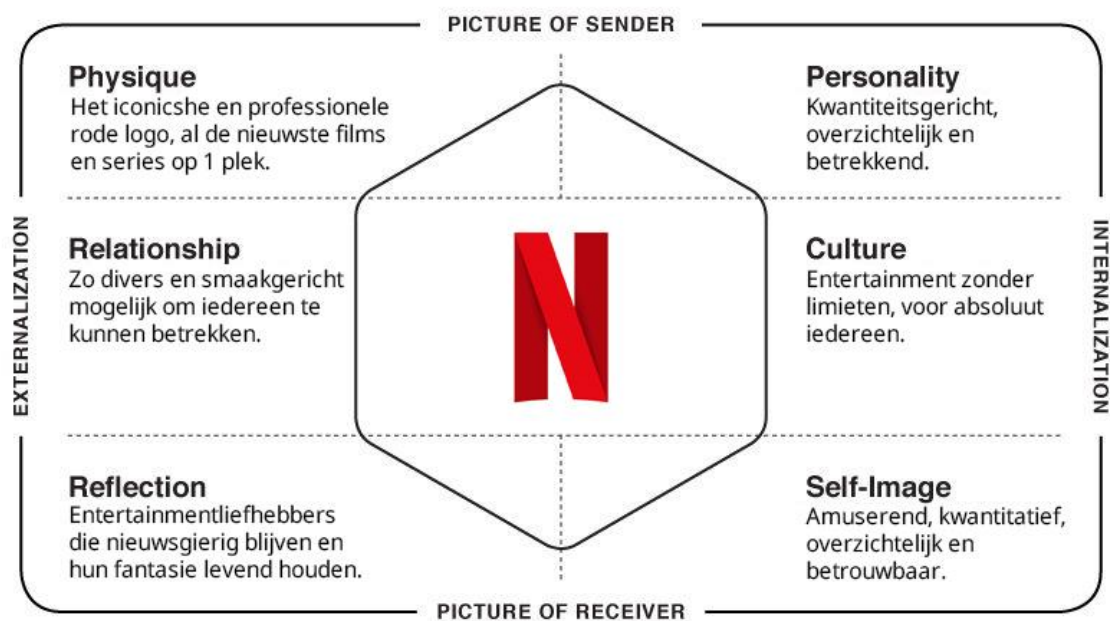 PICTURE OF SENDER
Physique
Het iconicshe en professionele
rode logo, al de nieuwste films
en series op 1 plek.
Personality
Kwantiteitsgericht,
overzichtelijk en
betrekkend.
EXTERNALIZATION
Relationship
Zo divers en smaakgericht
mogelijk om iedereen te
kunnen betrekken.
N
Culture
Entertainment zonder
limieten, voor absoluut
iedereen.
INTERNALIZATION
Reflection
Entertainmentliefhebbers
die nieuwsgierig blijven en
hun fantasie levend houden.
Self-Image
Amuserend, kwantitatief,
overzichtelijk en
betrouwbaar.
PICTURE OF RECEIVER